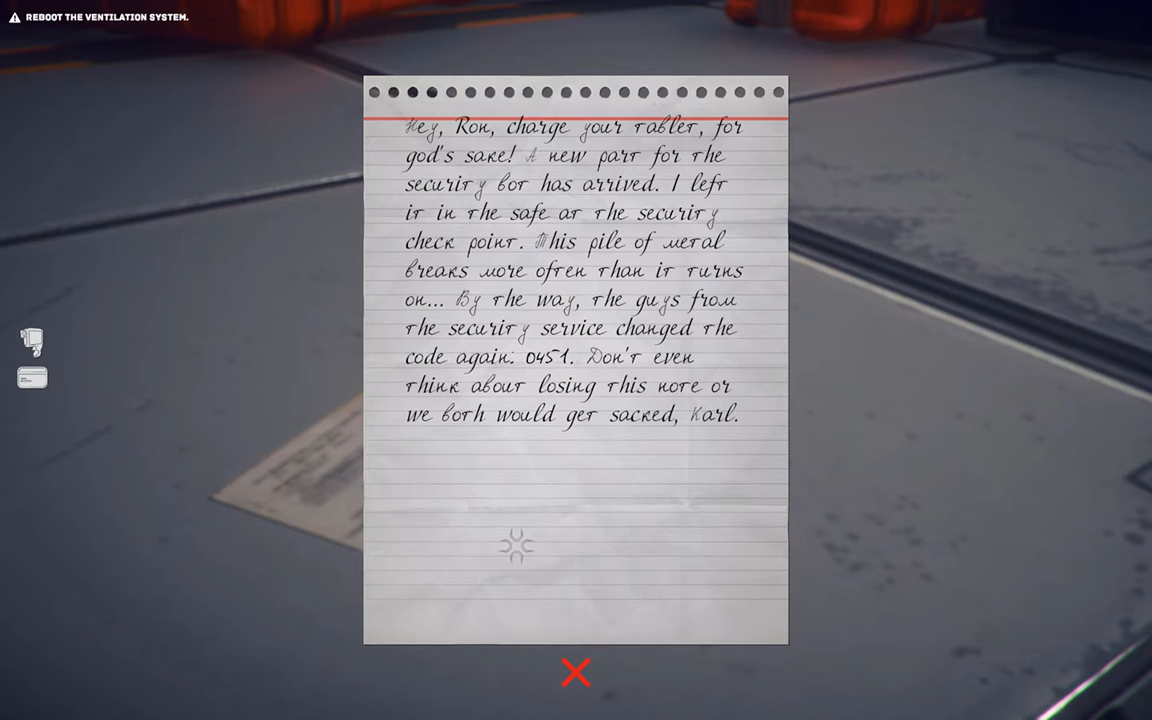 REBOOT THE VENTILATION SYSTEM.
Hey, Ron, charge your tablet, for
god's sake! A new part for the
security bot has arrived. I left
it in the safe at the security
check point. This pile of metal
breaks more often than it turns
on... By the way, the guys from
the security service changed the
code again: 0451. Don't even
think about losing this note or
we both would get sacked, Karl.